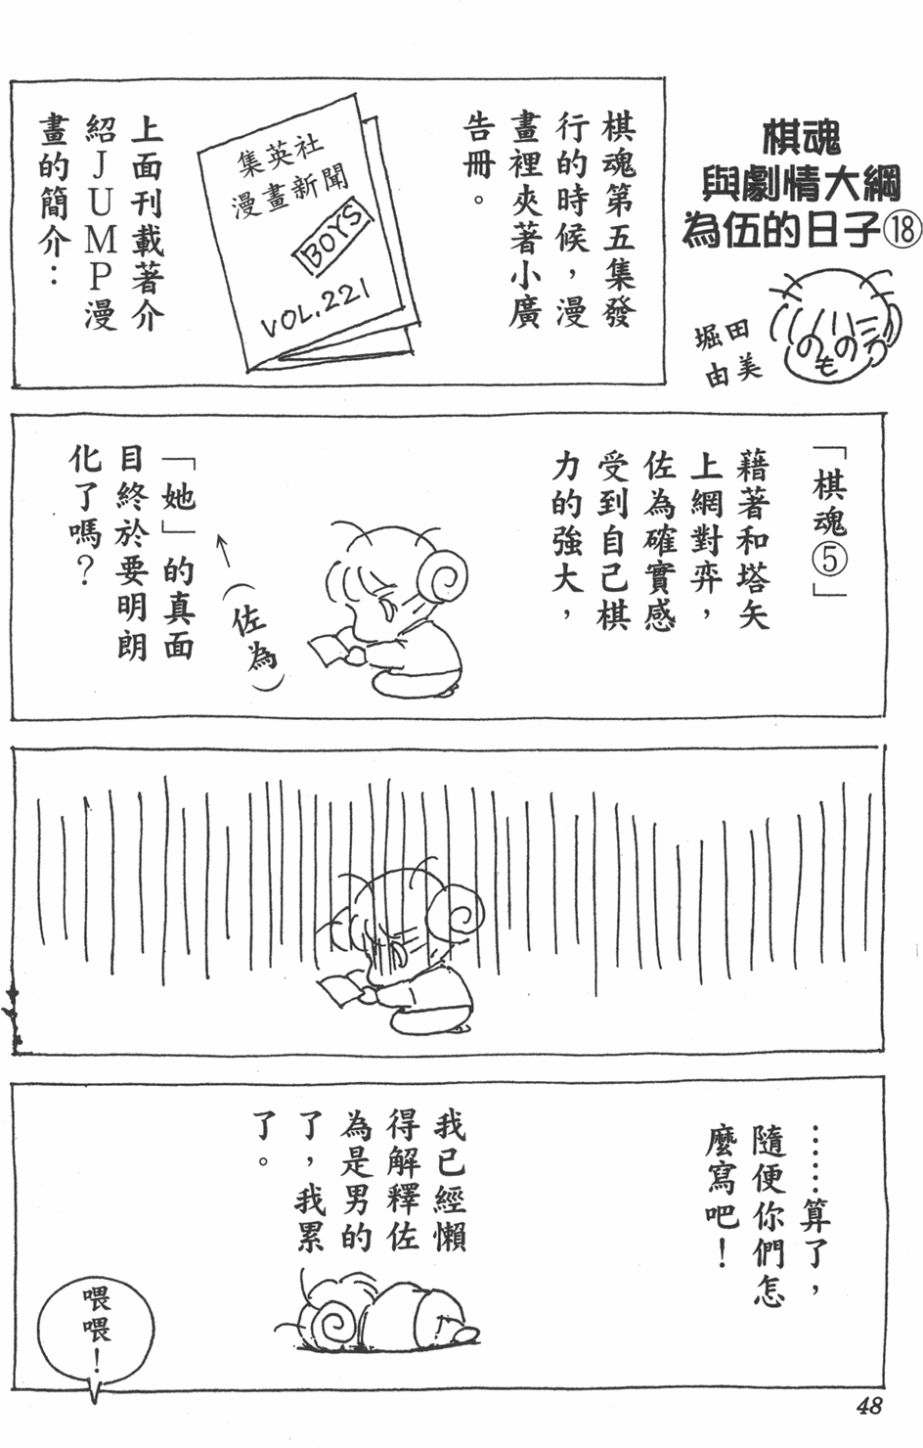 棋魂
與劇情大綱
為伍的日子⑱
堀田
由美
のものろ
棋魂第五集發
行的時候，漫
畫裡夾著小廣
告冊。
集英社
漫畫新聞
BOYS
VOL.221
上面刊載著介
紹JUMP漫
畫的簡介：
「棋魂⑤」
藉著和塔矢
上網對弈，
佐為確實感
受到自己棋
力的強大，
「她」的真面
目終於要明朗
化了嗎？
（佐為）
……算了，
隨便你們怎
麼寫吧！
我已經懶
得解釋佐
為是男的
了，我累
了。
喂喂！
48